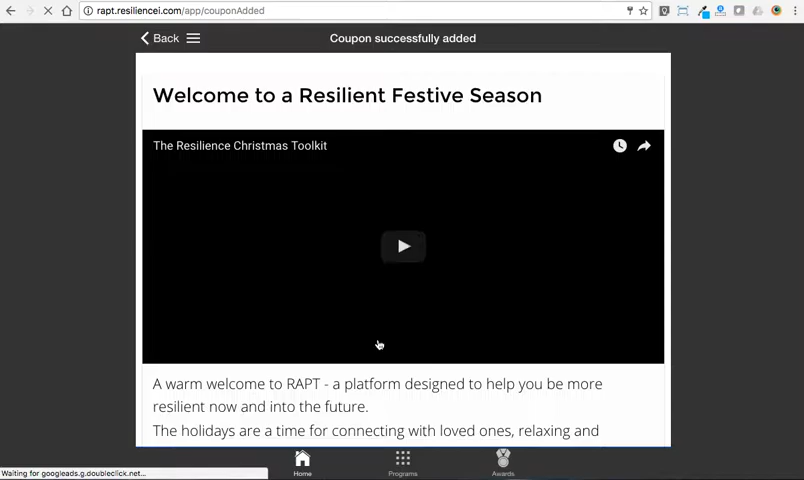 rapt.resiliencei.com/app/couponAdded
Back
Coupon successfully added
Welcome to a Resilient Festive Season
The Resilience Christmas Toolkit
A warm welcome to RAPT - a platform designed to help you be more
resilient now and into the future.
The holidays are a time for connecting with loved ones, relaxing and
Home
Programs
Awards
Waiting for googleads.g.doubleclick.net...